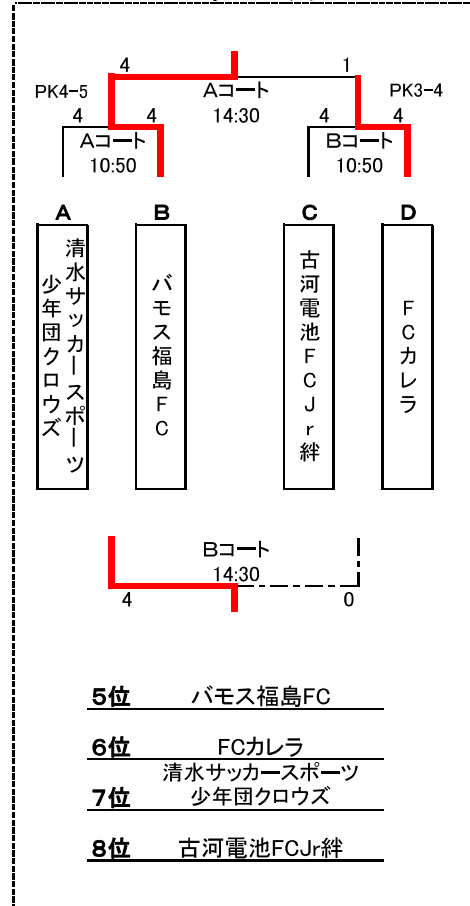 4 1
PK4-5 Aコート PK3-4
4 4 14:30 4 4
Aコート Bコート
10:50 10:50
A B C D
清水サッカースポーツ
少年団クロウズ
バモス福島FC
古河電池FCJr絆
FCカレラ
Bコート
14:30
4 0
5位 バモス福島FC
6位 FCカレラ
清水サッカースポーツ
7位 少年団クロウズ
8位 古河電池FCJr絆